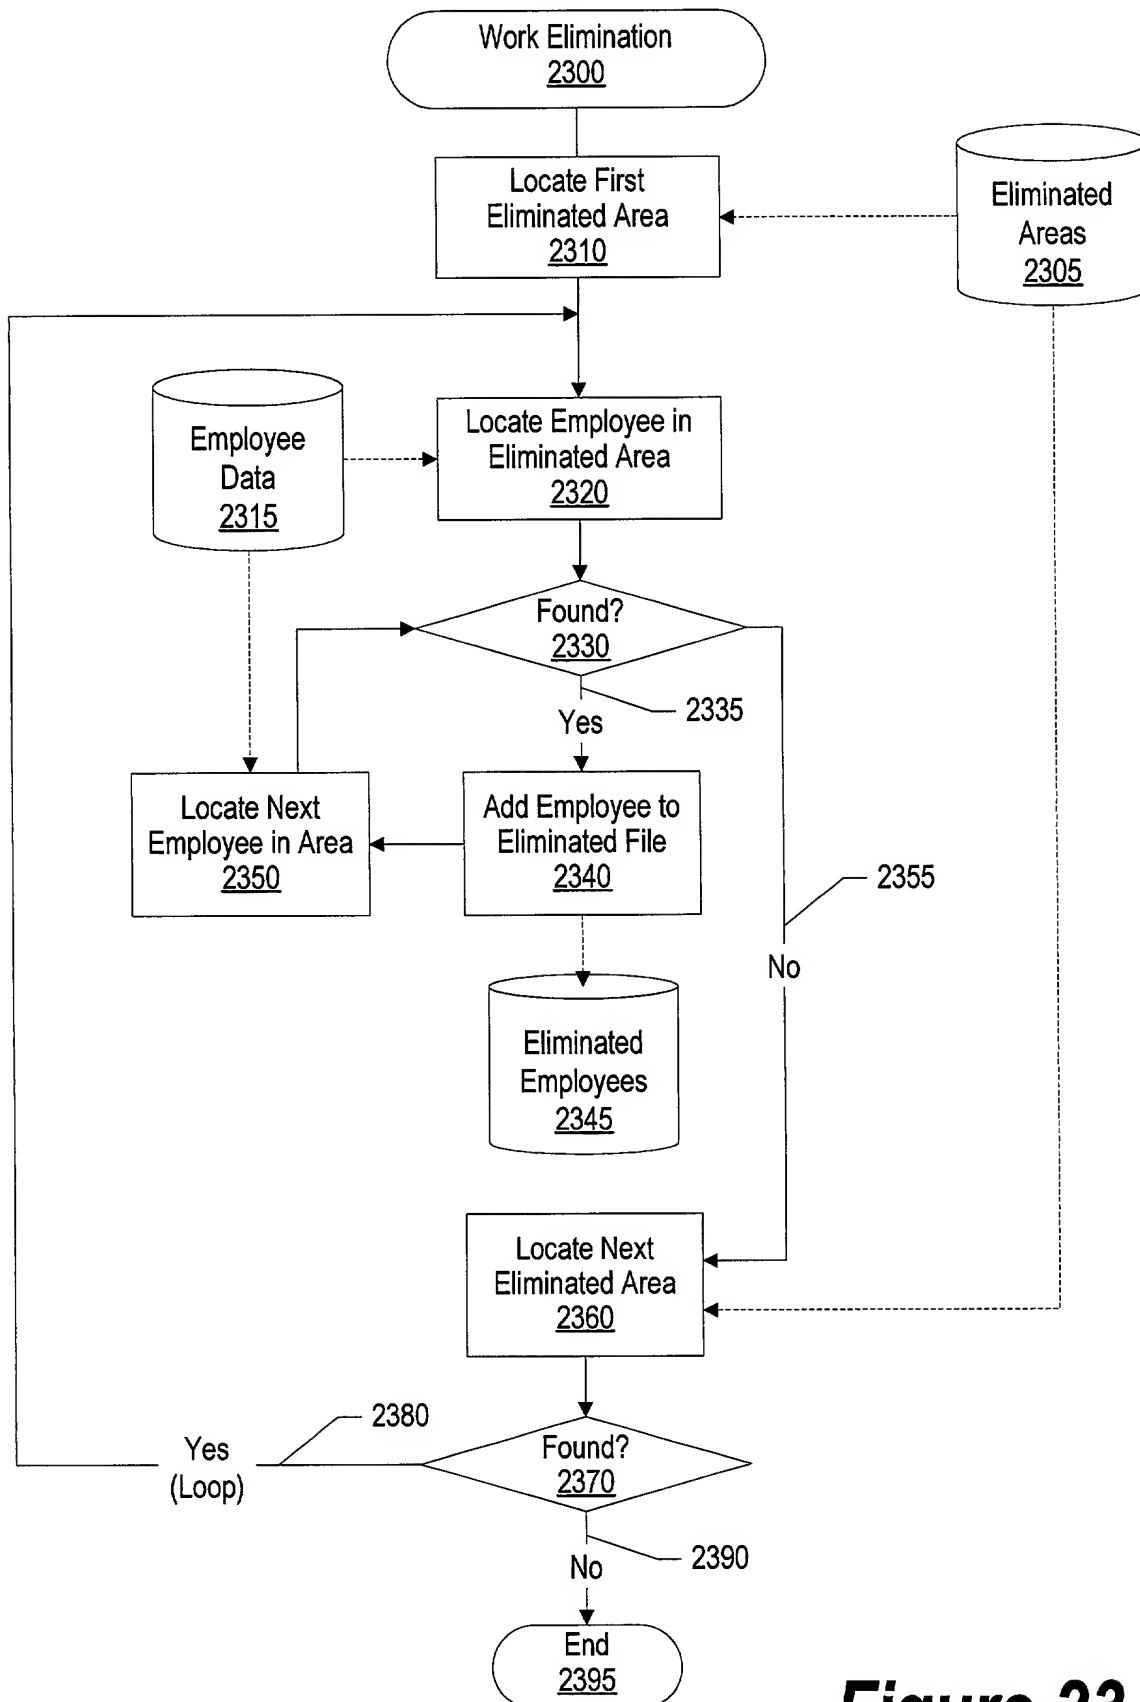 Work Elimination
2300
Locate First
Eliminated Area
2310
Eliminated
Areas
2305
Employee
Data
2315
Locate Employee in
Eliminated Area
2320
Found?
2330
2335
Yes
Locate Next
Employee in Area
2350
Add Employee to
Eliminated File
2340
2355
No
Eliminated
Employees
2345
Locate Next
Eliminated Area
2360
2380
Yes
(Loop)
Found?
2370
2390
No
End
2395
Figure 23